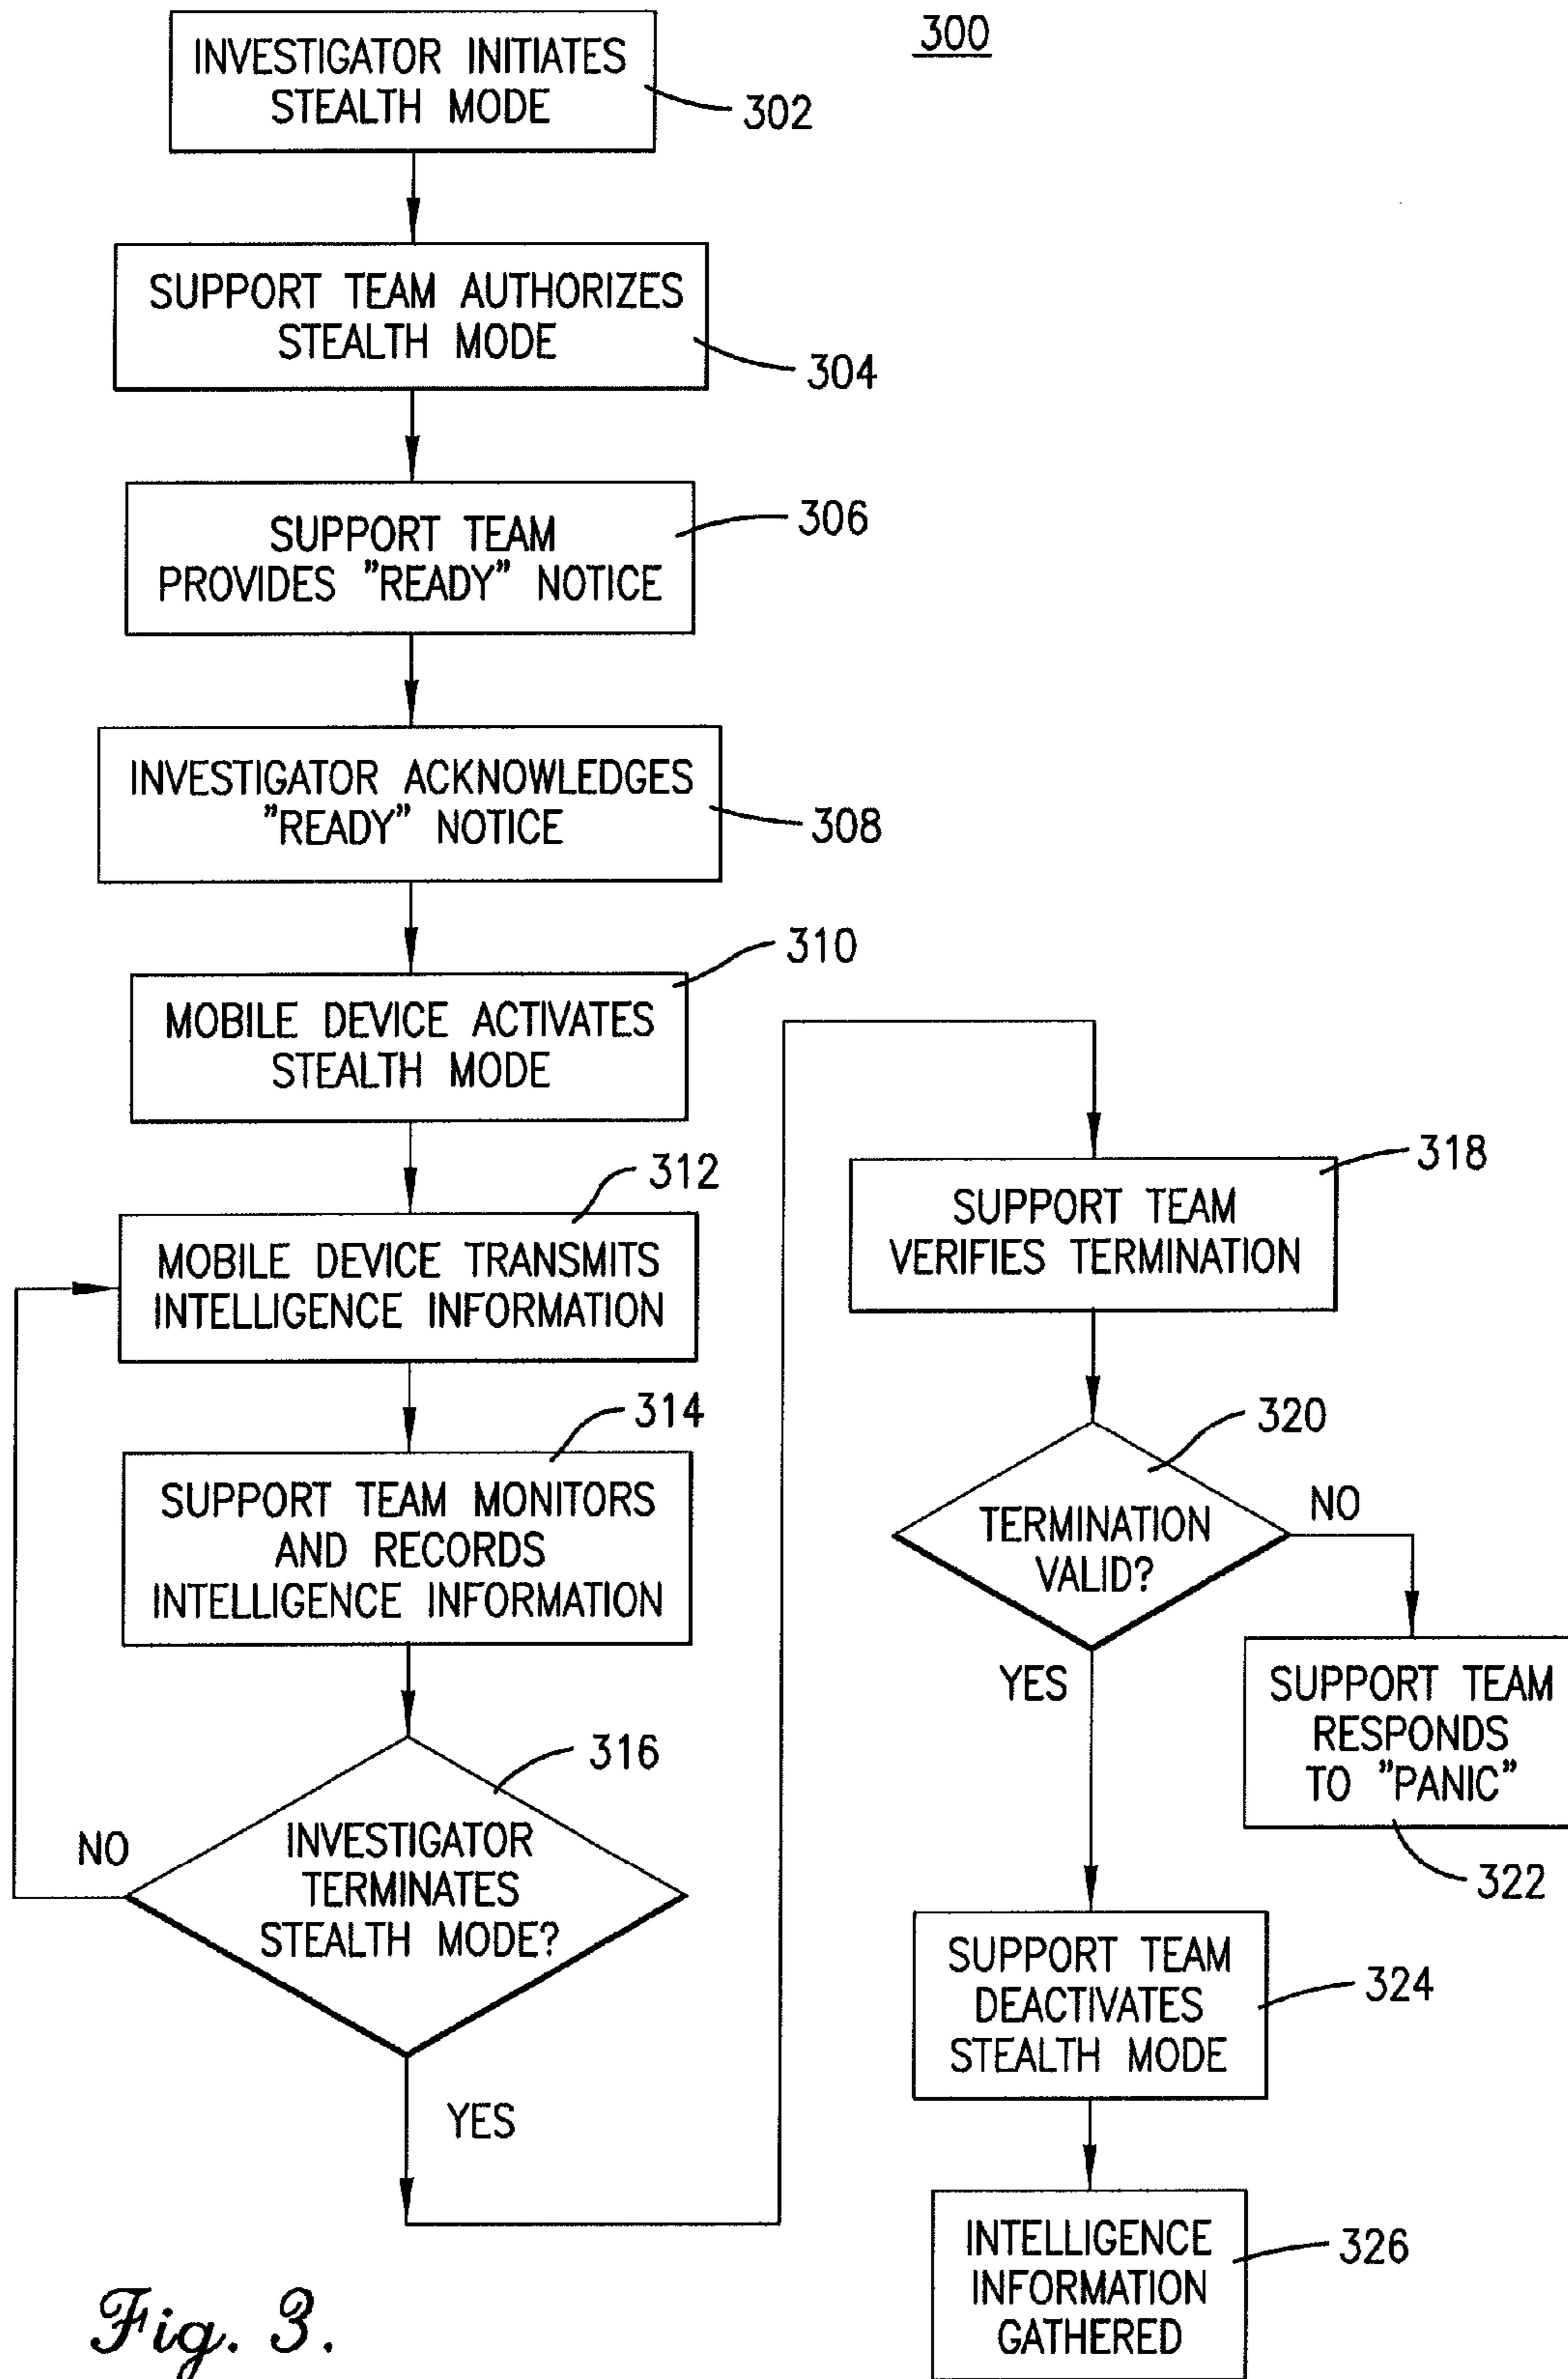 300
INVESTIGATOR INITIATES
STEALTH MODE
302
SUPPORT TEAM AUTHORIZES
STEALTH MODE
304
SUPPORT TEAM
PROVIDES "READY" NOTICE
306
INVESTIGATOR ACKNOWLEDGES
"READY" NOTICE
308
310
MOBILE DEVICE ACTIVATES
STEALTH MODE
312
MOBILE DEVICE TRANSMITS
INTELLIGENCE INFORMATION
314
SUPPORT TEAM MONITORS
AND RECORDS
INTELLIGENCE INFORMATION
316
INVESTIGATOR
TERMINATES
STEALTH MODE?
NO
YES
318
SUPPORT TEAM
VERIFIES TERMINATION
320
TERMINATION
VALID?
NO
YES
SUPPORT TEAM
RESPONDS
TO "PANIC"
322
SUPPORT TEAM
DEACTIVATES
STEALTH MODE
324
INTELLIGENCE
INFORMATION
GATHERED
326
Fig. 3.